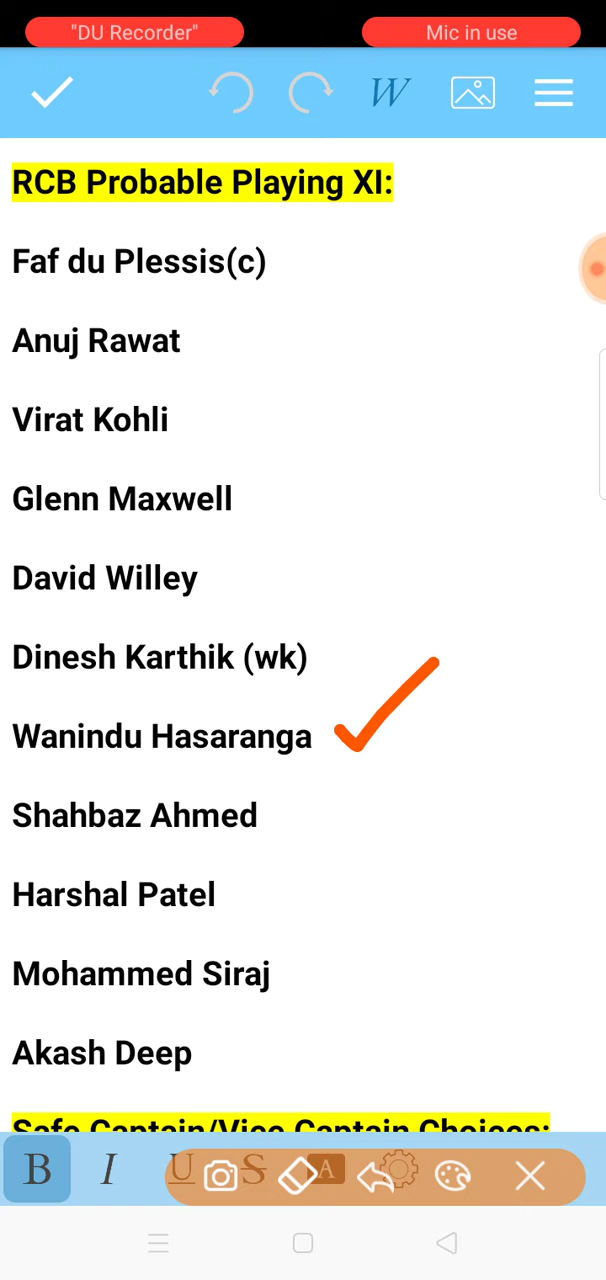 "DU Recorder" Mic in use
W
RCB Probable Playing XI:
Faf du Plessis(c)
Anuj Rawat
Virat Kohli
Glenn Maxwell
David Willey
Dinesh Karthik (wk)
Wanindu Hasaranga
Shahbaz Ahmed
Harshal Patel
Mohammed Siraj
Akash Deep
Safe Captain/Vice Captain Choices:
B I U S A